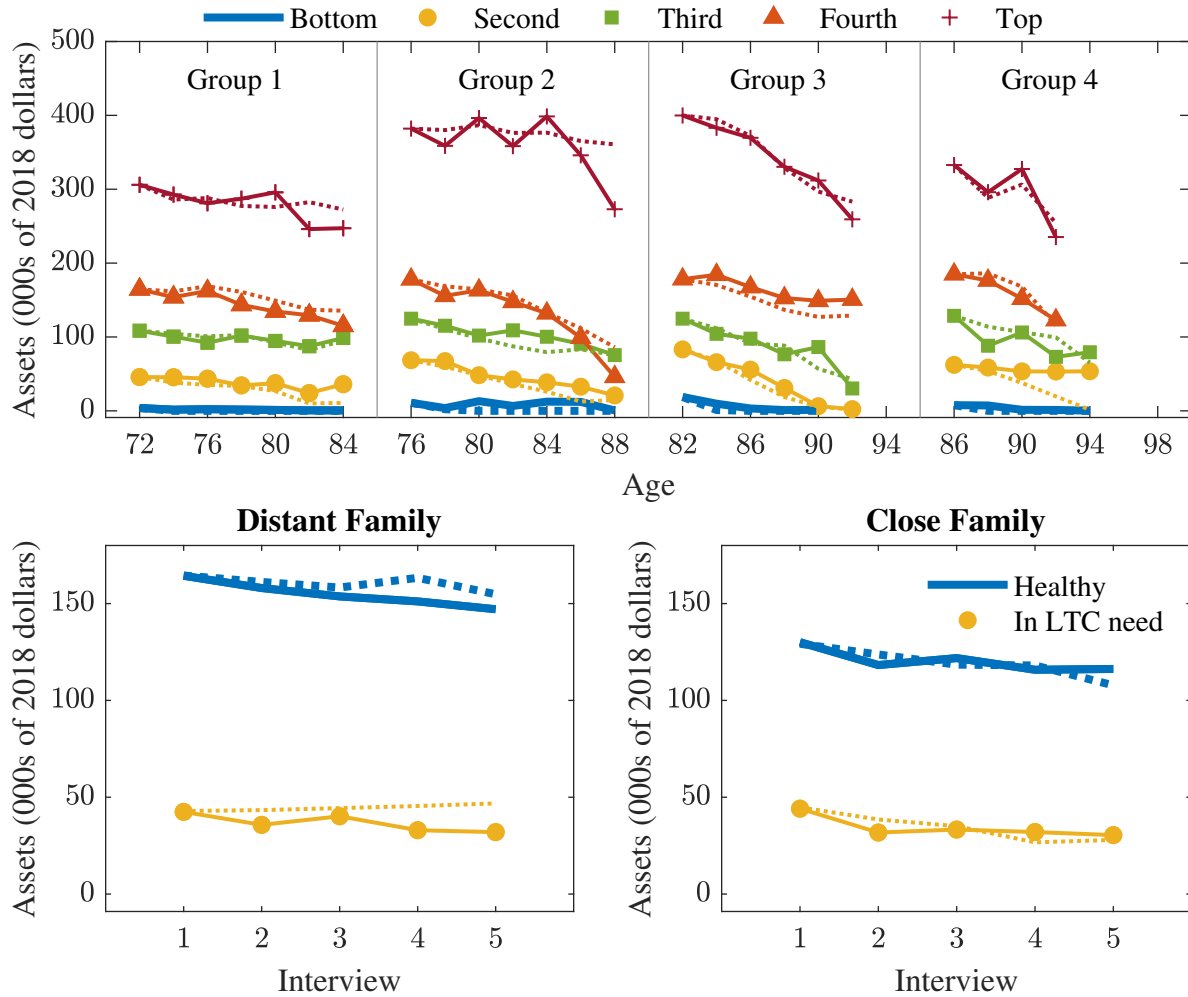 Bottom Second Third Fourth Top
Assets (000s of 2018 dollars)
500
400
300
200
100
0
Group 1 Group 2 Group 3 Group 4
72 76 80 84 76 80 84 88 82 86 90 94 86 90 94 98
Age
Distant Family
Assets (000s of 2018 dollars)
150
100
50
0
1 2 3 4 5
Interview
Close Family
Assets (000s of 2018 dollars)
150
100
50
0
Healthy
In LTC need
1 2 3 4 5
Interview